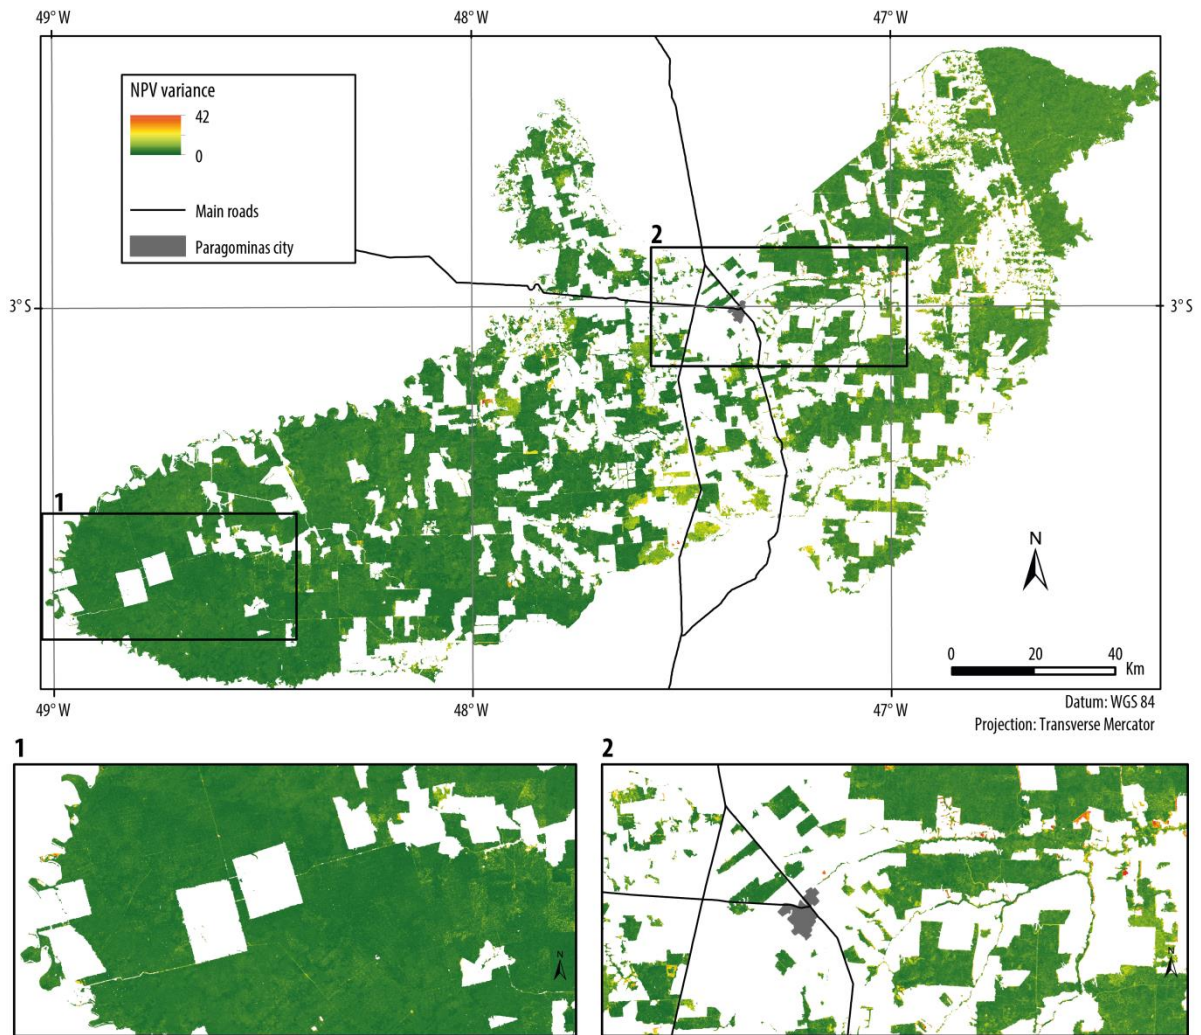 49° W 48° W 47° W
NPV variance
42
0
Main roads
Paragominas city
2
3° S 3° S
1
N
0 20 40
Km
49° W 48° W 47° W
Datum: WGS 84
Projection: Transverse Mercator
1 2
N N